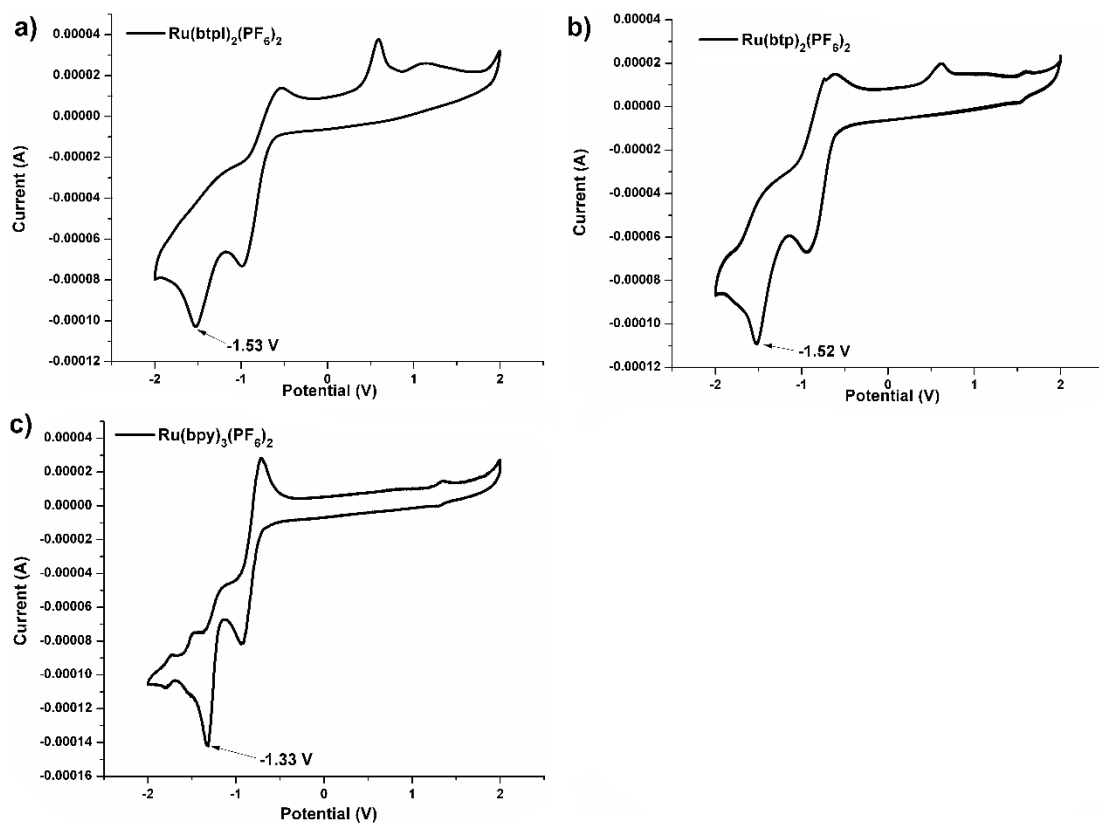 a)
Ru(btpl)₂(PF₆)₂
0.00004
0.00002
0.00000
-0.00002
-0.00004
-0.00006
-0.00008
-0.00010
-0.00012
Current (A)
-1.53 V
-2 -1 0 1 2
Potential (V)
b)
Ru(btp)₂(PF₆)₂
0.00004
0.00002
0.00000
-0.00002
-0.00004
-0.00006
-0.00008
-0.00010
-0.00012
Current (A)
-1.52 V
-2 -1 0 1 2
Potential (V)
c)
Ru(bpy)₃(PF₆)₂
0.00004
0.00002
0.00000
-0.00002
-0.00004
-0.00006
-0.00008
-0.00010
-0.00012
-0.00014
-0.00016
Current (A)
-1.33 V
-2 -1 0 1 2
Potential (V)